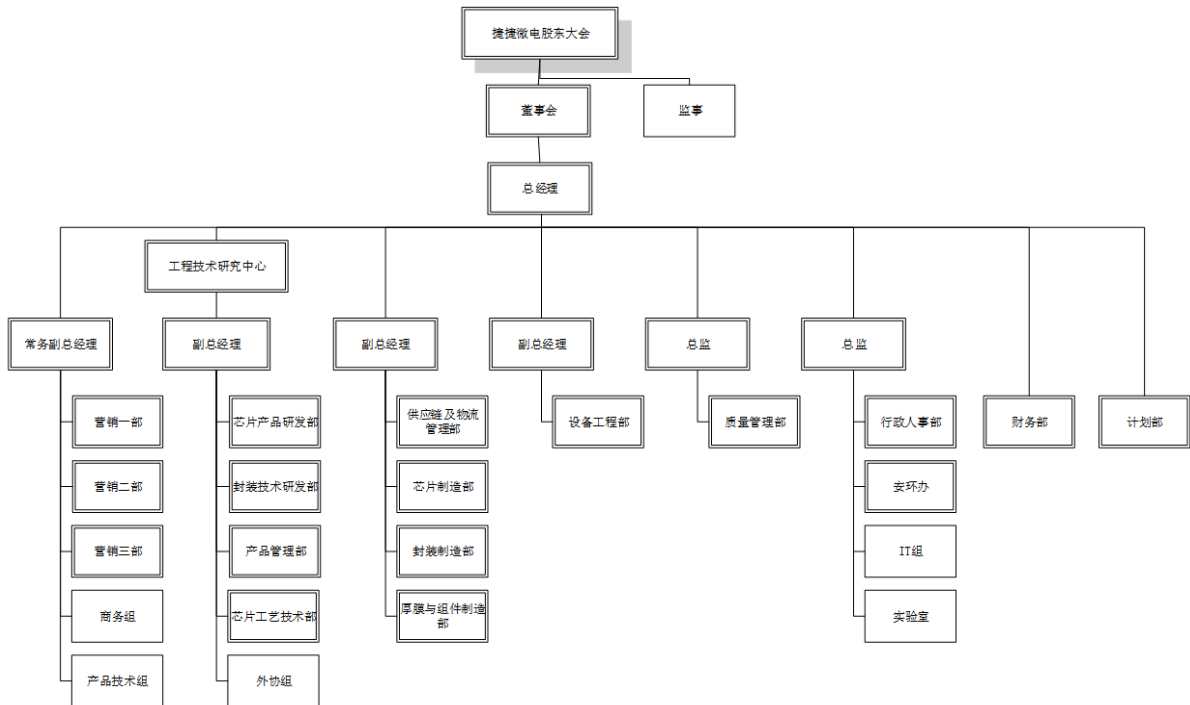 捷捷微电股东大会
董事会
监事
总经理
工程技术研究中心
常务副总经理
副总经理
副总经理
副总经理
总监
总监
营销一部
芯片产品研发部
供应链及物流
管理部
设备工程部
质量管理部
行政人事部
财务部
计划部
营销二部
封装技术研发部
芯片制造部
安环办
营销三部
产品管理部
封装制造部
IT组
商务组
芯片工艺技术部
厚膜与组件制造
部
实验室
产品技术组
外协组